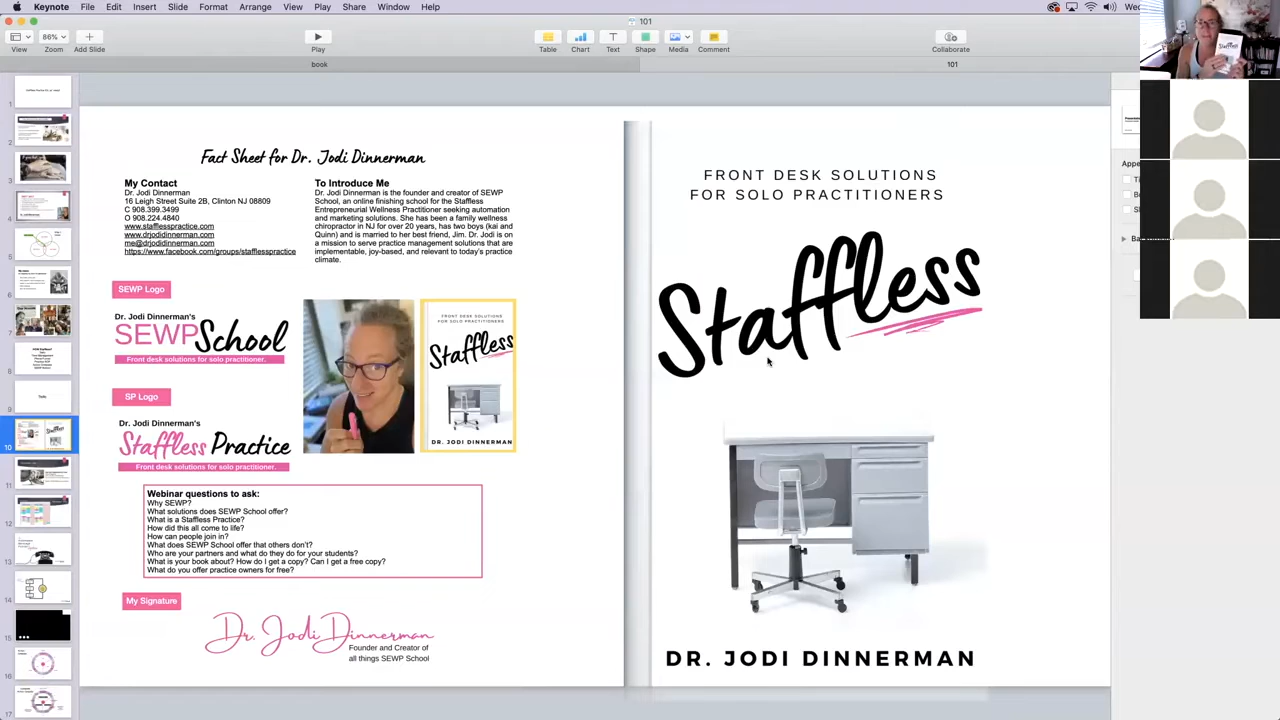 Keynote File Edit Insert Slide Format Arrange View Play Share Window Help
101
86%
View Zoom Add Slide Play Table Chart Text Shape Media Comment Collaborate
book 101
Fact Sheet for Dr. Jodi Dinnerman
My Contact
Dr. Jodi Dinnerman
16 Leigh Street Suite 2B, Clinton NJ 08809
C 908.399.3499
O 908.224.4840
www.stafflesspractice.com
www.drjodidinnerman.com
me@drjodidinnerman.com
https://www.facebook.com/groups/stafflesspractice
To Introduce Me
Dr. Jodi Dinnerman is the founder and creator of SEWP
School, an online finishing school for the Staffless
Entrepreneurial Wellness Practitioner seeking automation
and marketing solutions. She has been a family wellness
chiropractor in NJ for over 20 years, has two boys (kai and
Quinn) and is married to her best friend, Jim. Dr. Jodi is on
a mission to serve practice management solutions that are
implementable, joy-based, and relevant to today's practice
climate.
SEWP Logo
Dr. Jodi Dinnerman's
SEWP School
Front desk solutions for solo practitioner.
SP Logo
Dr. Jodi Dinnerman's
Staffless Practice
Front desk solutions for solo practitioner.
FRONT DESK SOLUTIONS
FOR SOLO PRACTITIONERS
Staffless
DR. JODI DINNERMAN
Webinar questions to ask:
Why SEWP?
What solutions does SEWP School offer?
What is a Staffless Practice?
How did this all come to life?
How can people join in?
What does SEWP School offer that others don't?
Who are your partners and what do they do for your students?
What is your book about? How do I get a copy? Can I get a free copy?
What do you offer practice owners for free?
My Signature
Dr. Jodi Dinnerman
Founder and Creator of
all things SEWP School
FRONT DESK SOLUTIONS
FOR SOLO PRACTITIONERS
Staffless
DR. JODI DINNERMAN
Staffless